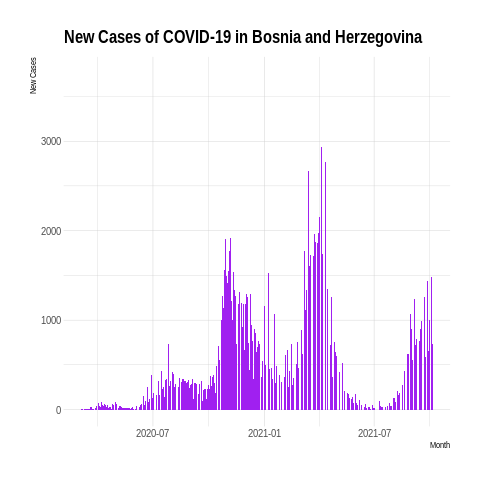 New Cases of COVID-19 in Bosnia and Herzegovina
New Cases
3000
2000
1000
0
2020-07 2021-01 2021-07
Month